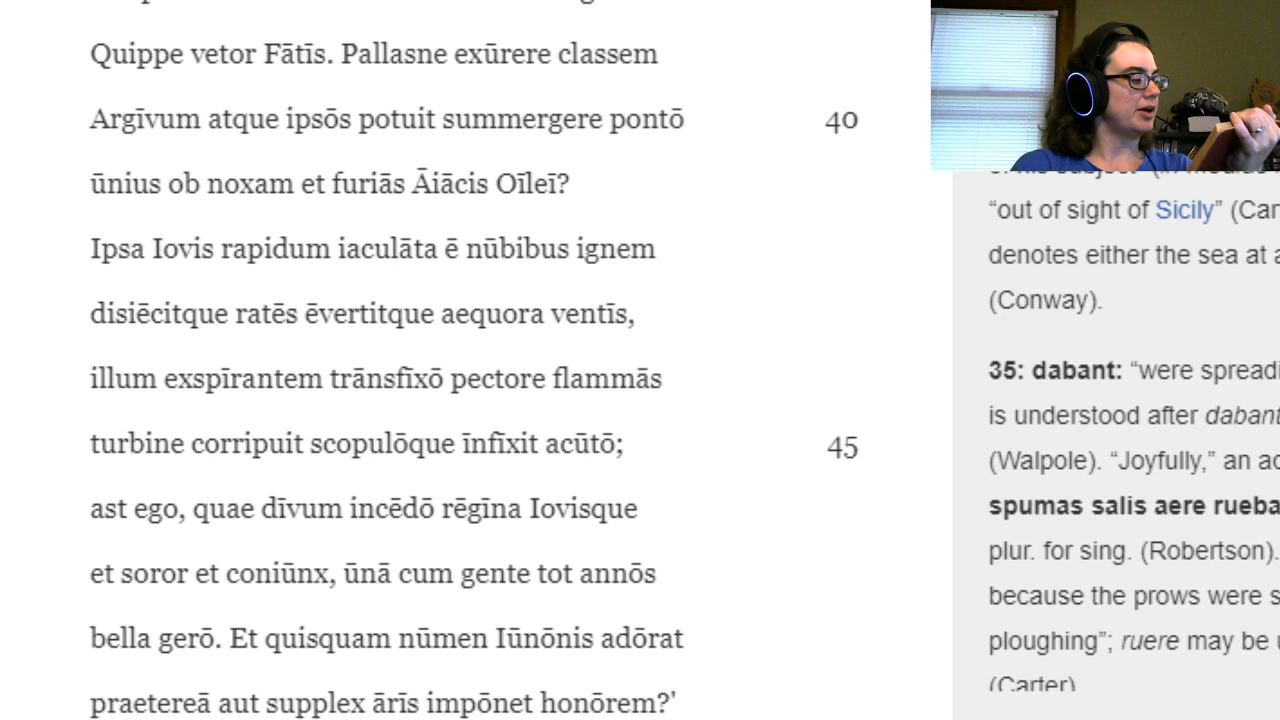 Quippe vetor Fātīs. Pallasne exūrere classem
Argīvum atque ipsōs potuit summergere pontō 40
ūnius ob noxam et furiās Āiācis Oīleī?
Ipsa Iovis rapidum iaculāta ē nūbibus ignem
disiēcitque ratēs ēvertitque aequora ventīs,
illum exspīrantem trānsfīxō pectore flammās
turbine corripuit scopulōque īnfīxit acūtō; 45
ast ego, quae dīvum incēdō rēgīna Iovisque
et soror et coniūnx, ūnā cum gente tot annōs
bella gerō. Et quisquam nūmen Iūnōnis adōrat
praetereā aut supplex ārīs impōnet honōrem?'
“out of sight of Sicily” (Car
denotes either the sea at a
(Conway).
35: dabant: “were spreadi
is understood after dabant
(Walpole). “Joyfully,” an ad
spumas salis aere rueba
plur. for sing. (Robertson).
because the prows were s
ploughing”; ruere may be u
(Carter)